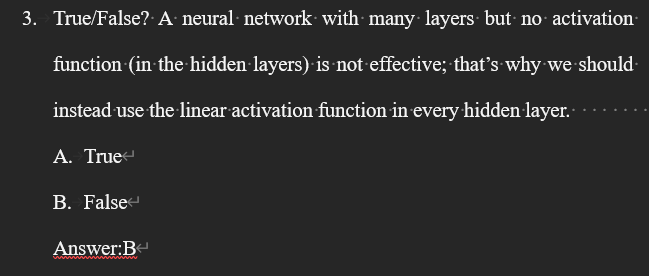 3. True/False? A neural network with many layers but no activation
function (in the hidden layers) is not effective; that's why we should
instead use the linear activation function in every hidden layer.
A. True
B. False
Answer:B